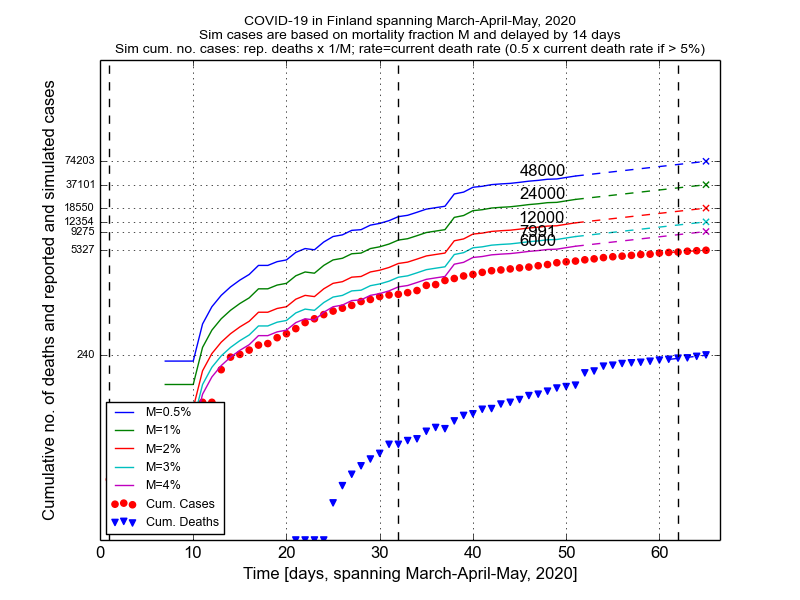 COVID-19 in Finland spanning March-April-May, 2020
Sim cases are based on mortality fraction M and delayed by 14 days
Sim cum. no. cases: rep. deaths x 1/M; rate=current death rate (0.5 x current death rate if > 5%)
Cumulative no. of deaths and reported and simulated cases
74203
37101
18550
12354
9275
5327
240
48000
24000
12000
7991
6000
M=0.5%
M=1%
M=2%
M=3%
M=4%
Cum. Cases
Cum. Deaths
0 10 20 30 40 50 60
Time [days, spanning March-April-May, 2020]